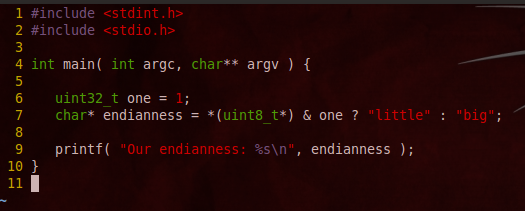 1 #include <stdint.h>
2 #include <stdio.h>
3
4 int main( int argc, char** argv ) {
5
6    uint32_t one = 1;
7    char* endianness = *(uint8_t*) & one ? "little" : "big";
8
9    printf( "Our endianness: %s\n", endianness );
10 }
11
~